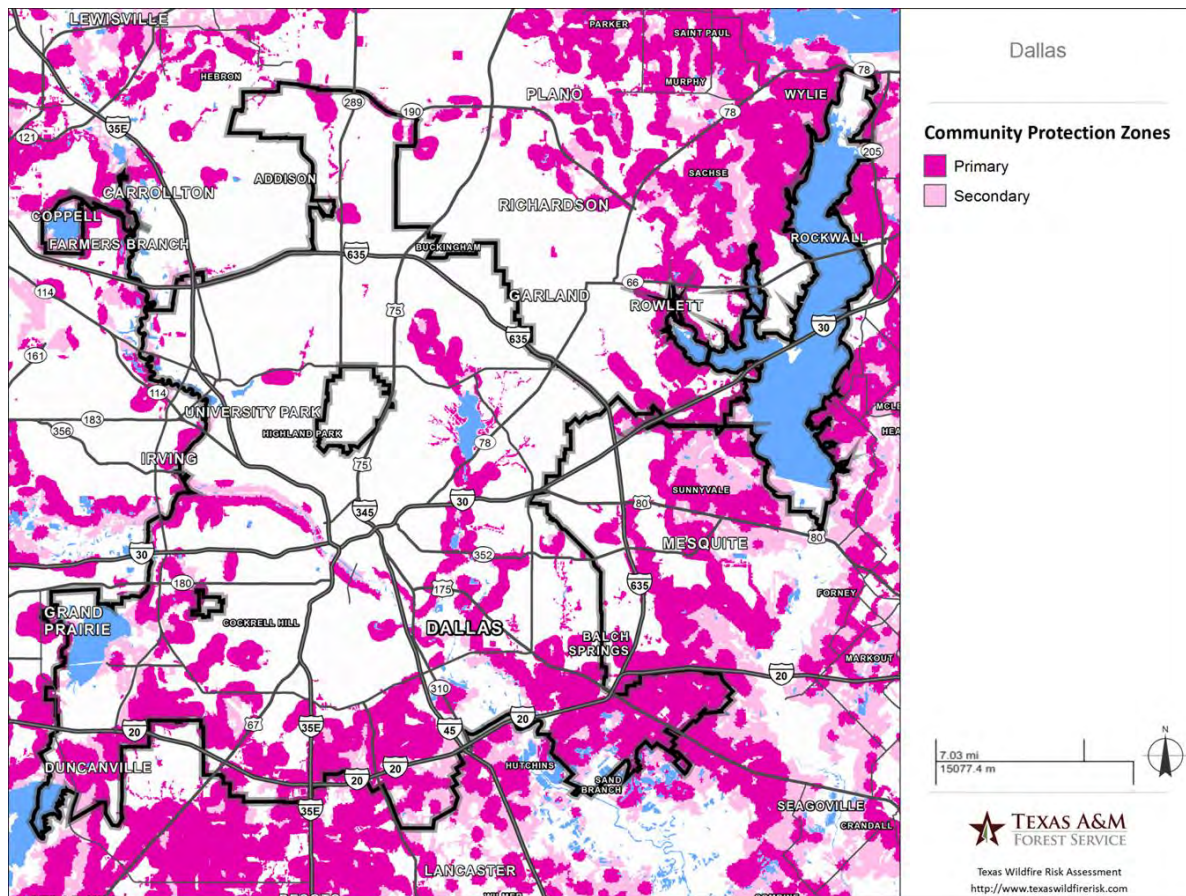 LEWISVILLE
PARKER
SAINT PAUL
Dallas
HEBRON
MURPHY
78
WYLIE
PLANO
289
190
78
35E
121
205
Community Protection Zones
Primary
Secondary
ADDISON
SACHSE
CARROLLTON
RICHARDSON
COPPELL
FARMERS BRANCH
BUCKINGHAM
ROCKWALL
635
66
114
GARLAND
ROWLETT
75
30
635
161
114
UNIVERSITY PARK
183
HIGHLAND PARK
356
78
IRVING
75
SUNNYVALE
30
80
345
MESQUITE
80
30
352
180
175
635
FORNEY
GRAND
PRAIRIE
COCKRELL HILL
DALLAS
BALCH
SPRINGS
MARKOUT
20
310
20
67
35E
45
20
N
7.03 mi
15077.4 m
DUNCANVILLE
20
20
HUTCHINS
SAND
BRANCH
35E
SEAGOVILLE
CRANDALL
TEXAS A&M
FOREST SERVICE
LANCASTER
Texas Wildfire Risk Assessment
http://www.texaswildfirerisk.com